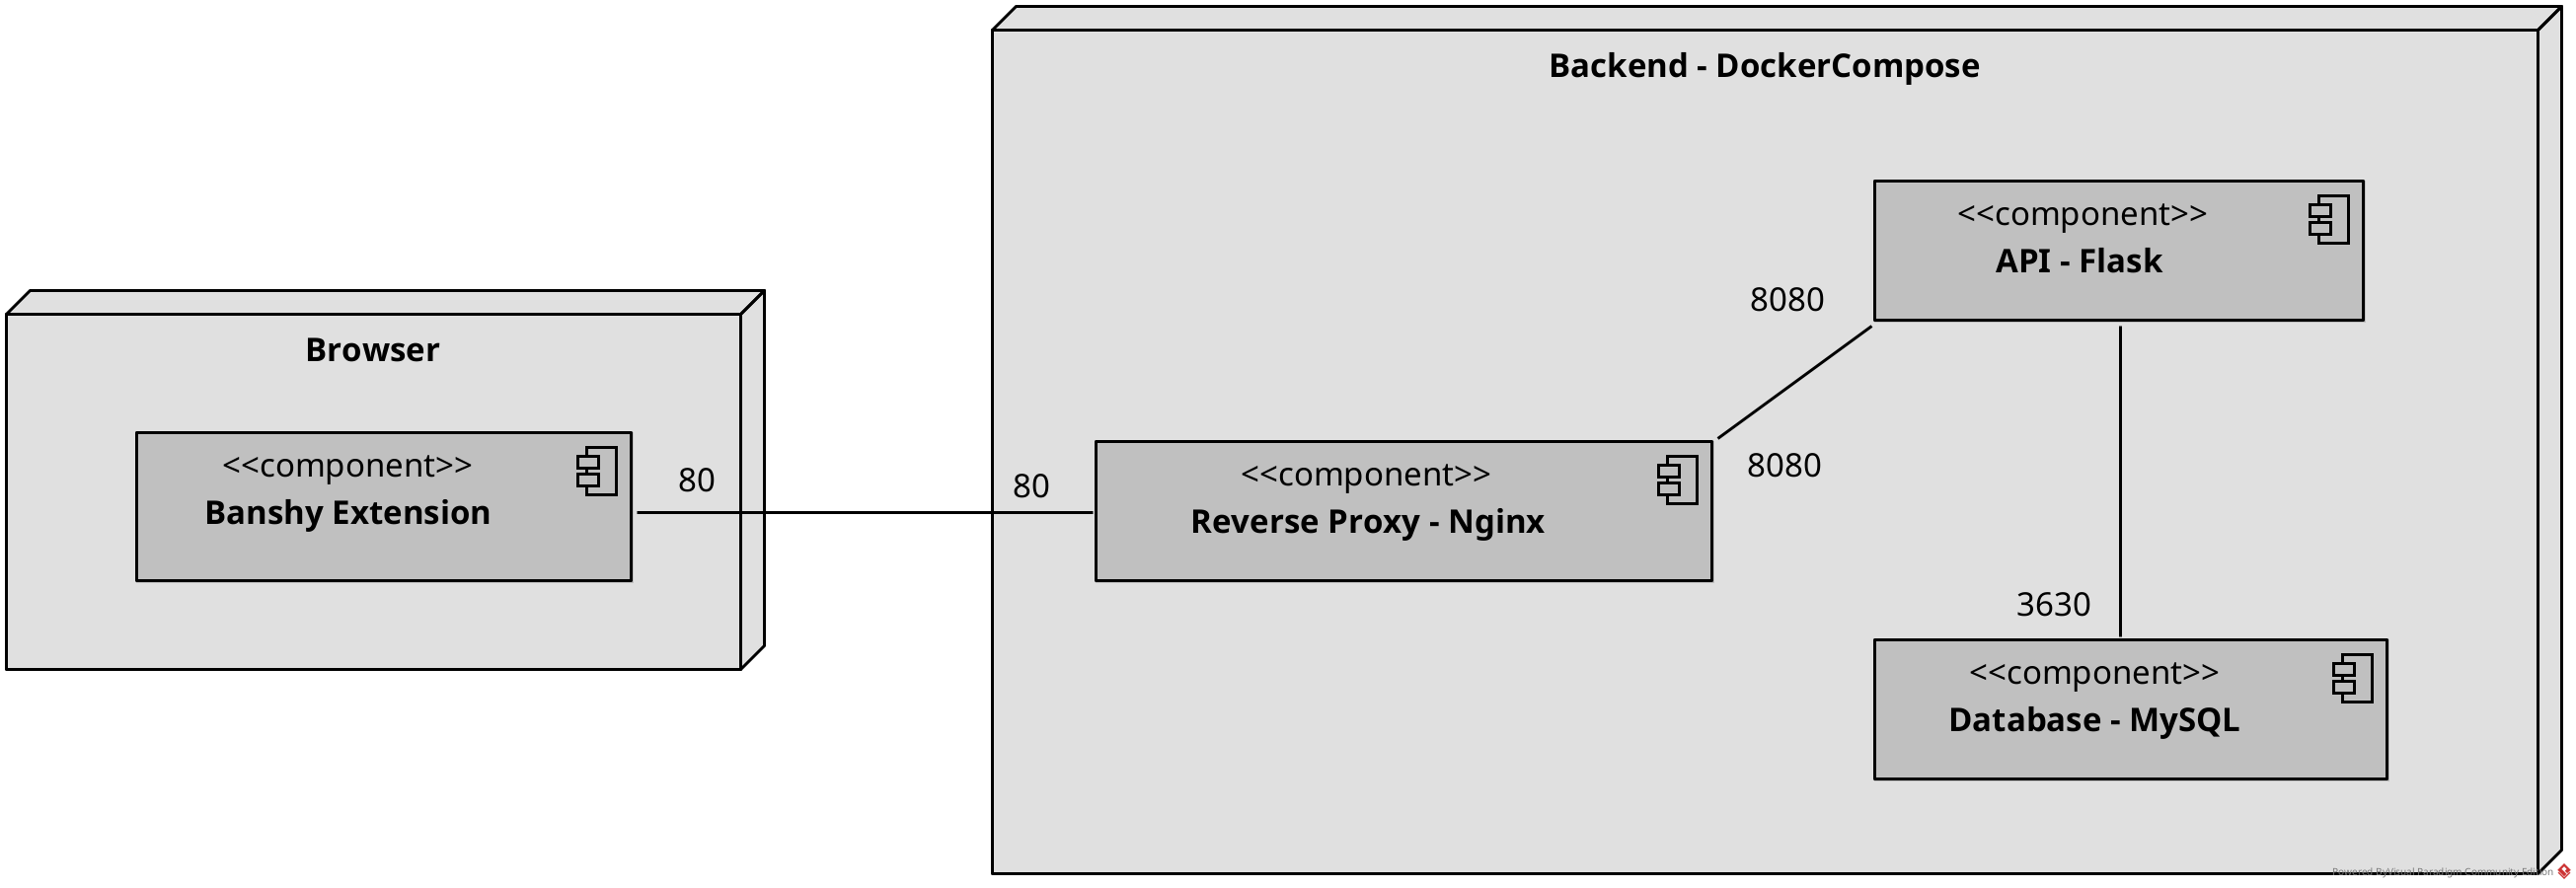 Backend - DockerCompose
<<component>>
API - Flask
8080
Browser
<<component>>
Banshy Extension
80
80
<<component>>
Reverse Proxy - Nginx
8080
3630
<<component>>
Database - MySQL
Powered By Visual Paradigm Community Edition